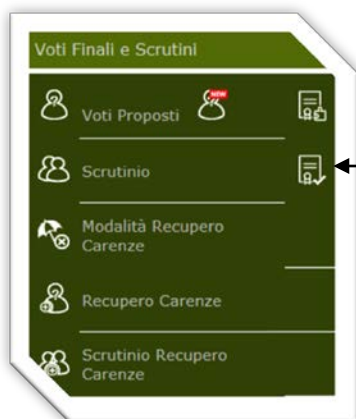 Voti Finali e Scrutini
Voti Proposti NEW
Scrutinio
Modalità Recupero
Carenze
Recupero Carenze
Scrutinio Recupero
Carenze